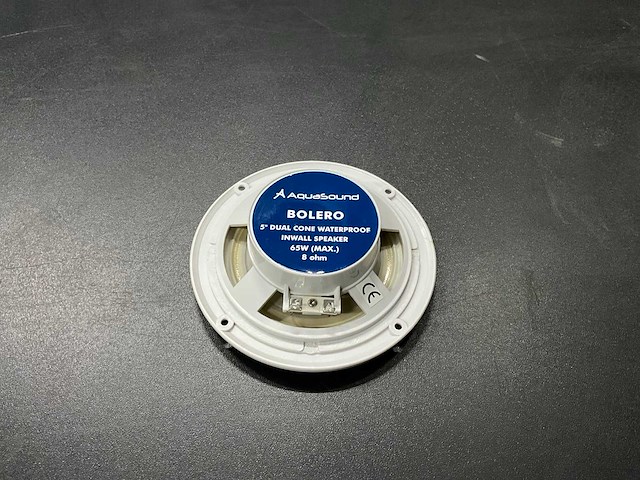 AquaSound
BOLERO
5" DUAL CONE WATERPROOF
INWALL SPEAKER
65W (MAX.)
8 ohm
CE